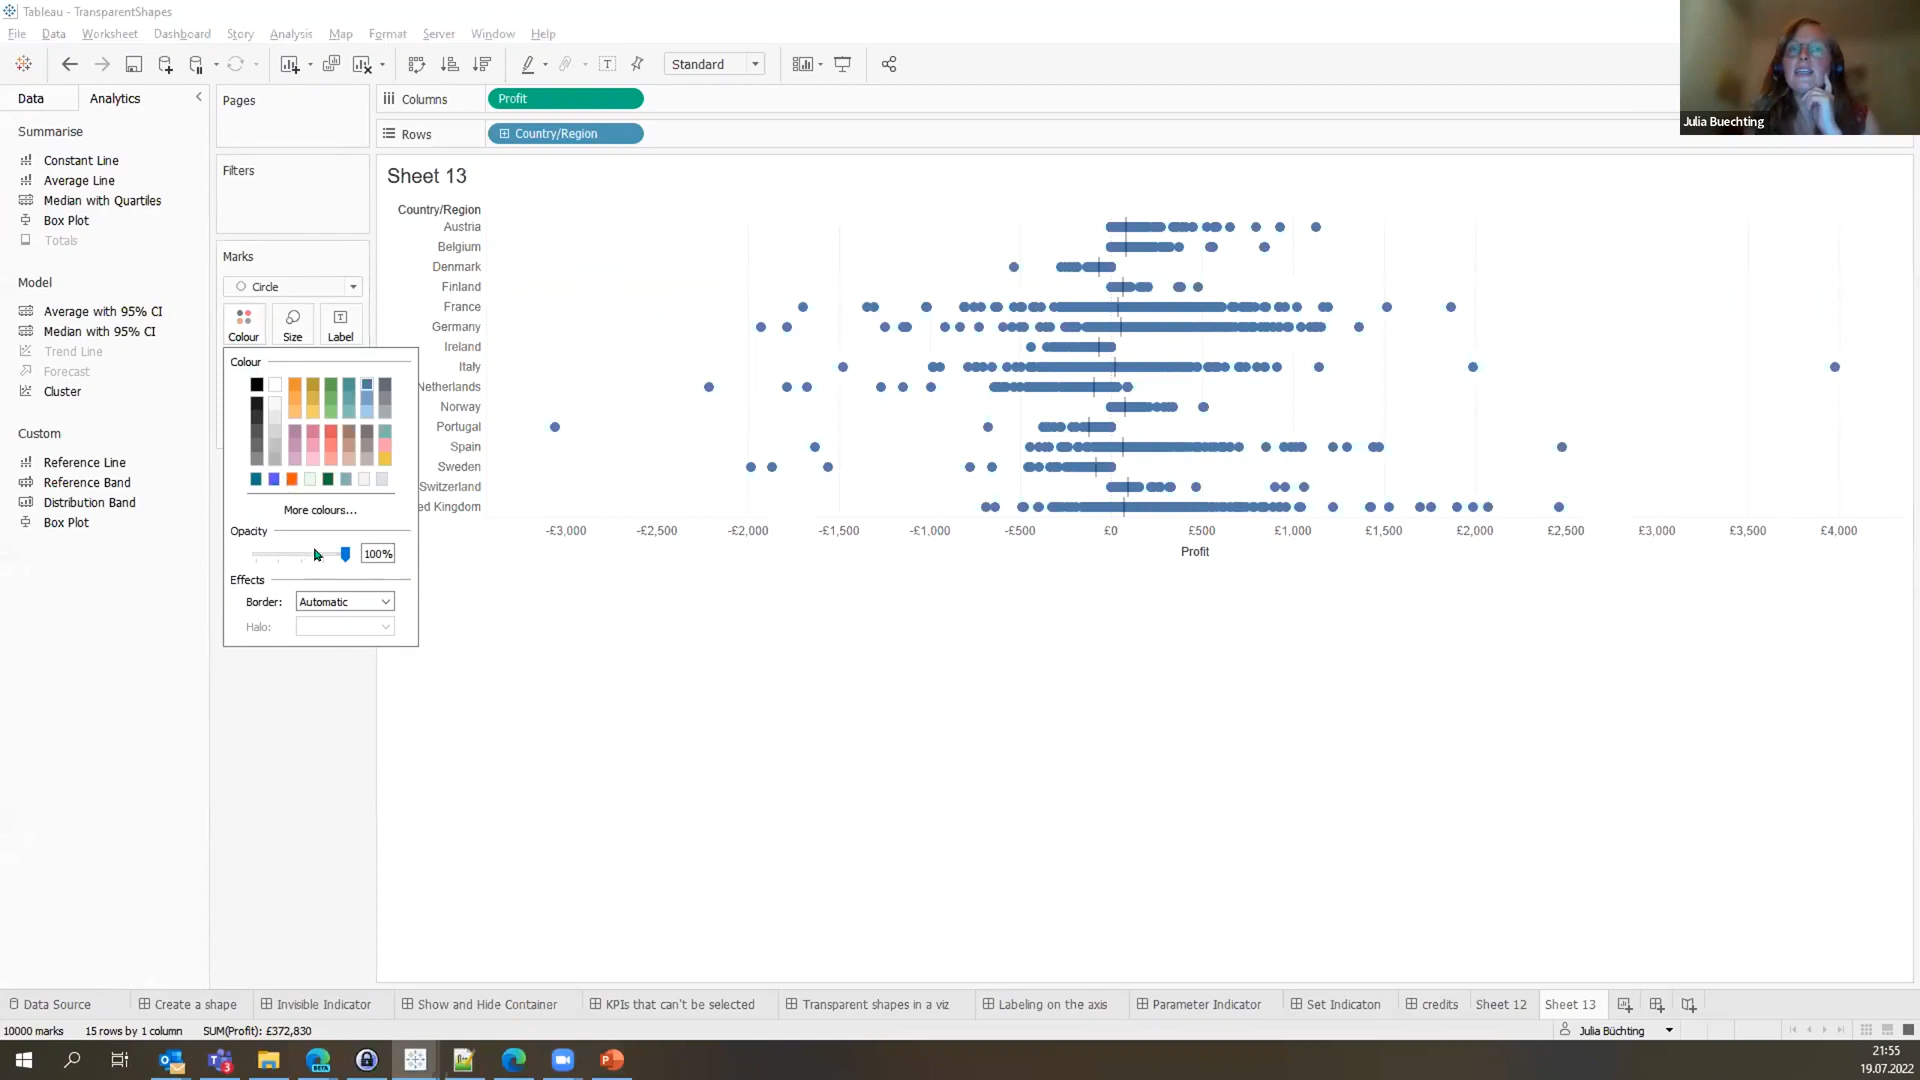 Tableau - TransparentShapes
File Data Worksheet Dashboard Story Analysis Map Format Server Window Help
Standard
Julia Buechting
Data Analytics
Summarise
Constant Line
Average Line
Median with Quartiles
Box Plot
Totals
Model
Average with 95% CI
Median with 95% CI
Trend Line
Forecast
Cluster
Custom
Reference Line
Reference Band
Distribution Band
Box Plot
Pages
Filters
Marks
Circle
Colour Size Label
Colour
More colours...
Opacity
100%
Effects
Border: Automatic
Halo:
Columns Profit
Rows Country/Region
Sheet 13
Country/Region
Austria
Belgium
Denmark
Finland
France
Germany
Ireland
Italy
Netherlands
Norway
Portugal
Spain
Sweden
Switzerland
ed Kingdom
-£3,000 -£2,500 -£2,000 -£1,500 -£1,000 -£500 £0 £500 £1,000 £1,500 £2,000 £2,500 £3,000 £3,500 £4,000
Profit
Data Source Create a shape Invisible Indicator Show and Hide Container KPIs that can't be selected Transparent shapes in a viz Labeling on the axis Parameter Indicator Set Indicaton credits Sheet 12 Sheet 13
10000 marks 15 rows by 1 column SUM(Profit): £372,830 Julia Büchting
BETA
3
21:55
19.07.2022